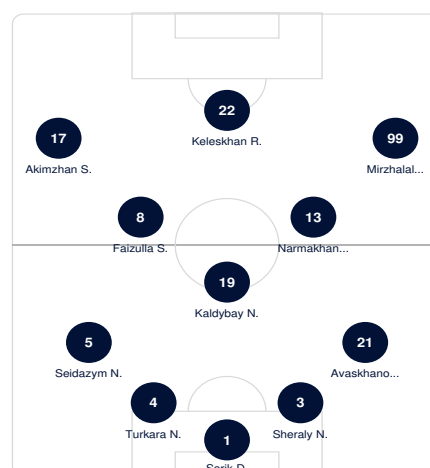 22
Keleskhan R.
17
99
Akimzhan S.
Mirzhalal...
8
13
Faizulla S.
Narmakhan...
19
Kaldybay N.
5
21
Seidazym N.
Avaskhano...
4
3
Turkara N.
Sheraly N.
1